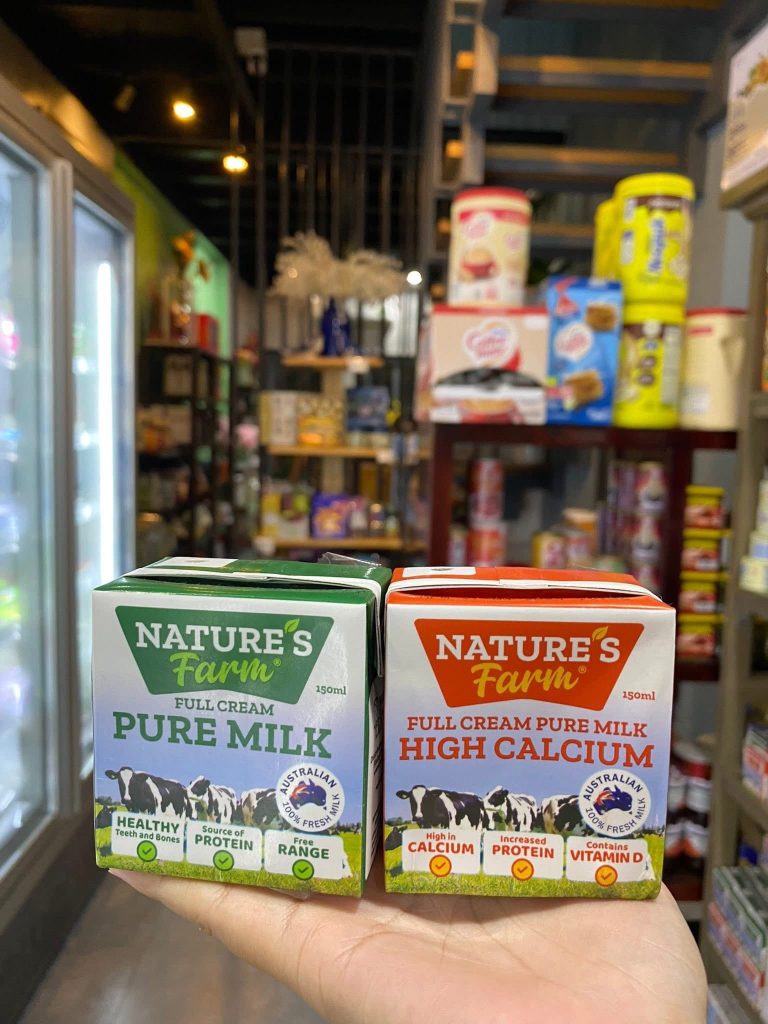 NATURE'S
Farm®
150ml
FULL CREAM
PURE MILK
AUSTRALIAN
100% FRESH MILK
HEALTHY
Teeth and Bones
Source of
PROTEIN
Free
RANGE
NATURE'S
Farm®
150ml
FULL CREAM PURE MILK
HIGH CALCIUM
AUSTRALIAN
100% FRESH MILK
High in
CALCIUM
Increased
PROTEIN
Contains
VITAMIN D